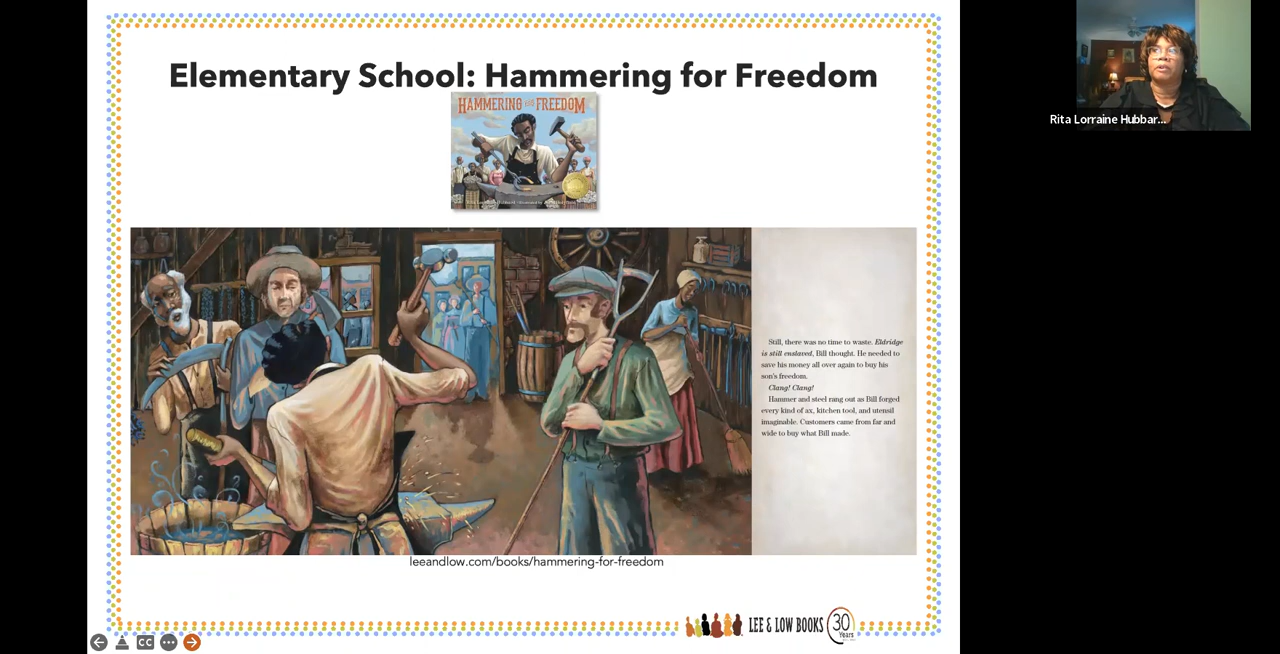 Elementary School: Hammering for Freedom
HAMMERING FOR FREEDOM
Rita Lorraine Hubbar...
Still, there was no time to waste. Eldridge
is still enslaved, Bill thought. He needed to
save his money all over again to buy his
son's freedom.
Clang! Clang!
Hammer and steel rang out as Bill forged
every kind of ax, kitchen tool, and utensil
imaginable. Customers came from far and
wide to buy what Bill made.
leeandlow.com/books/hammering-for-freedom
LEE & LOW BOOKS
30
Years
CC